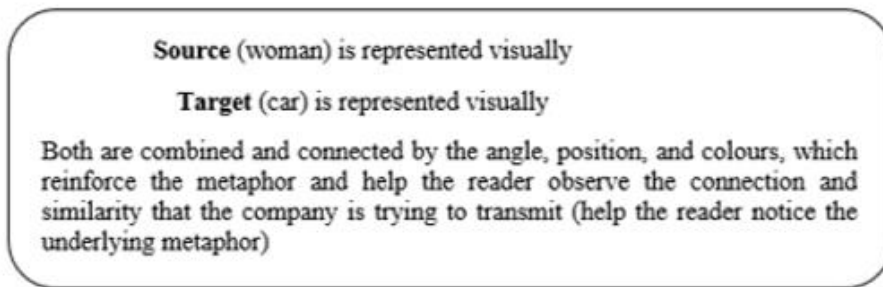 Source (woman) is represented visually
Target (car) is represented visually
Both are combined and connected by the angle, position, and colours, which
reinforce the metaphor and help the reader observe the connection and
similarity that the company is trying to transmit (help the reader notice the
underlying metaphor)